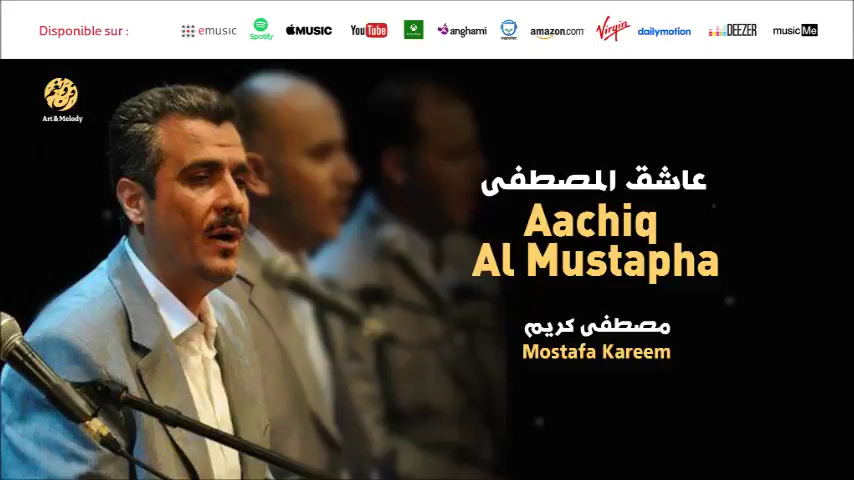 Disponible sur :
emusic
Spotify
MUSIC
YouTube
anghami
napster
amazon.com
Virgin
dailymotion
DEEZER
musicMe
Art & Melody
عاشق المصطفى
Aachiq
Al Mustapha
مصطفى كريم
Mostafa Kareem